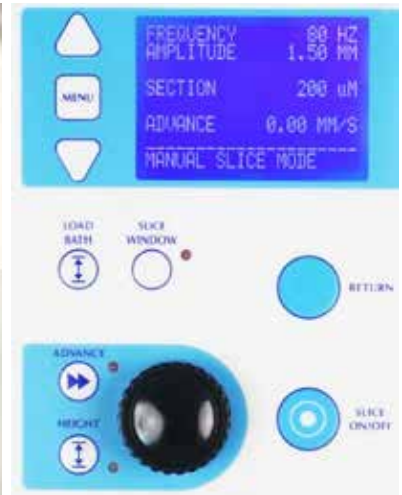 FREQUENCY 80 HZ
AMPLITUDE 1.50 MM
SECTION 200 uM
ADVANCE 0.00 MM/S
MANUAL SLICE MODE
MENU
LOAD BATH
SLICE WINDOW
RETURN
ADVANCE
HEIGHT
SLICE ON/OFF